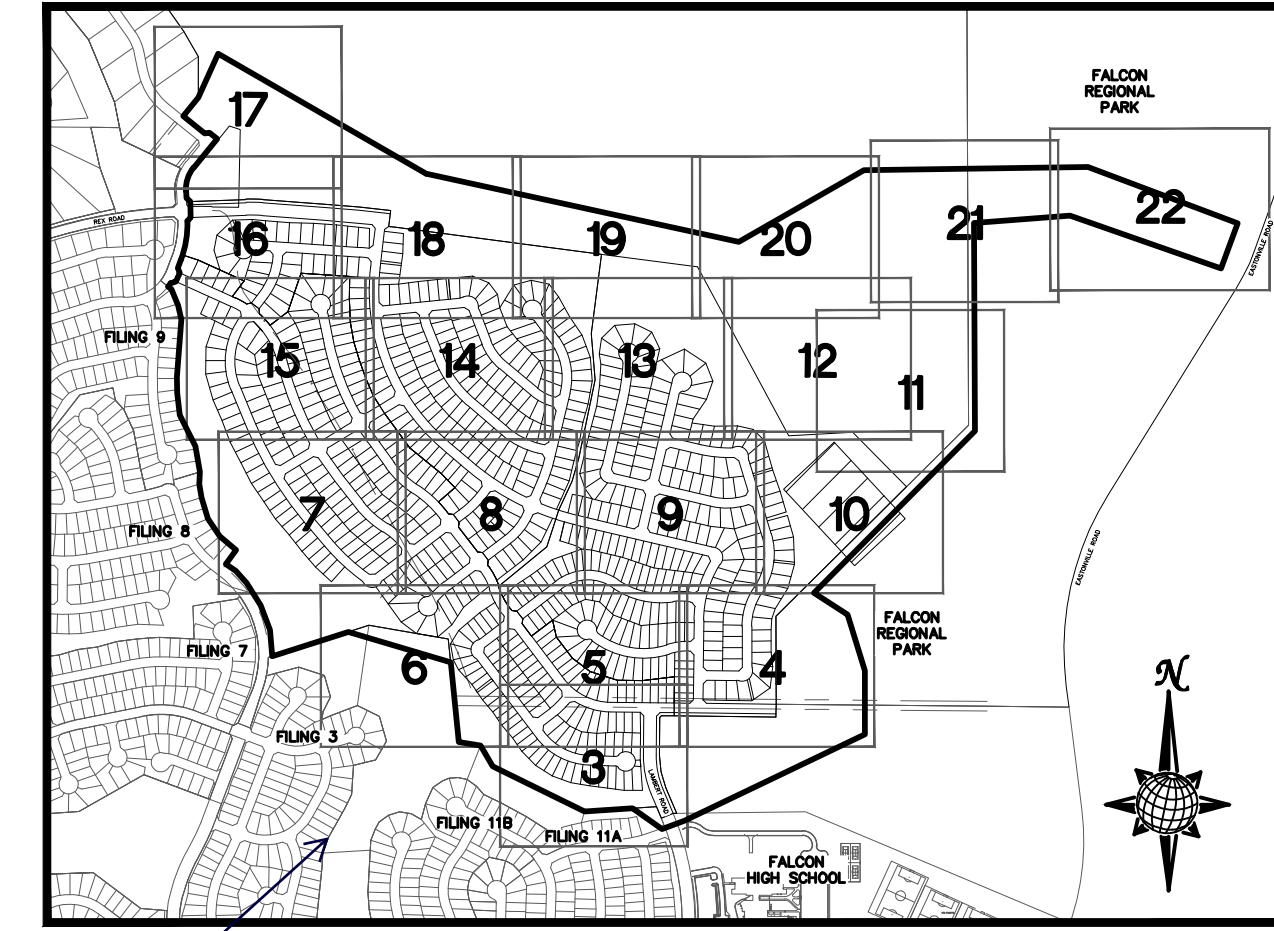 FALCON
REGIONAL
PARK
17
22
REX ROAD
21
16
18
19
20
EASTONVILLE ROAD
FILING 9
15
14
13
12
11
7
8
9
10
FILING 8
EASTONVILLE ROAD
FALCON
REGIONAL
PARK
FILING 7
6
5
4
N
FILING 3
3
LAMBERT ROAD
FILING 11B
FILING 11A
FALCON
HIGH SCHOOL